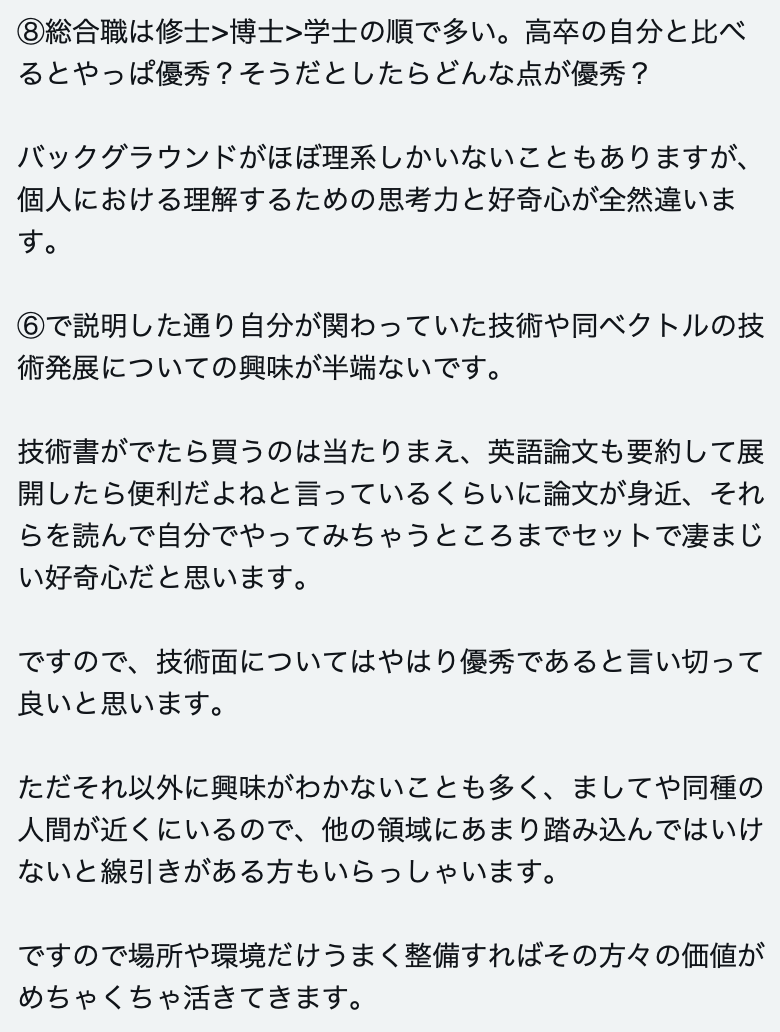 ⑧総合職は修士>博士>学士の順で多い。高卒の自分と比べ
るとやっぱ優秀？そうだとしたらどんな点が優秀？
バックグラウンドがほぼ理系しかいないこともありますが、
個人における理解するための思考力と好奇心が全然違いま
す。
⑥で説明した通り自分が関わっていた技術や同ベクトルの技
術発展についての興味が半端ないです。
技術書がでたら買うのは当たりまえ、英語論文も要約して展
開したら便利だよねと言っているくらいに論文が身近、それ
らを読んで自分でやってみちゃうところまでセットで凄まじ
い好奇心だと思います。
ですので、技術面についてはやはり優秀であると言い切って
良いと思います。
ただそれ以外に興味がわかないことも多く、ましてや同種の
人間が近くにいるので、他の領域にあまり踏み込んではいけ
ないと線引きがある方もいらっしゃいます。
ですので場所や環境だけうまく整備すればその方々の価値が
めちゃくちゃ活きてきます。